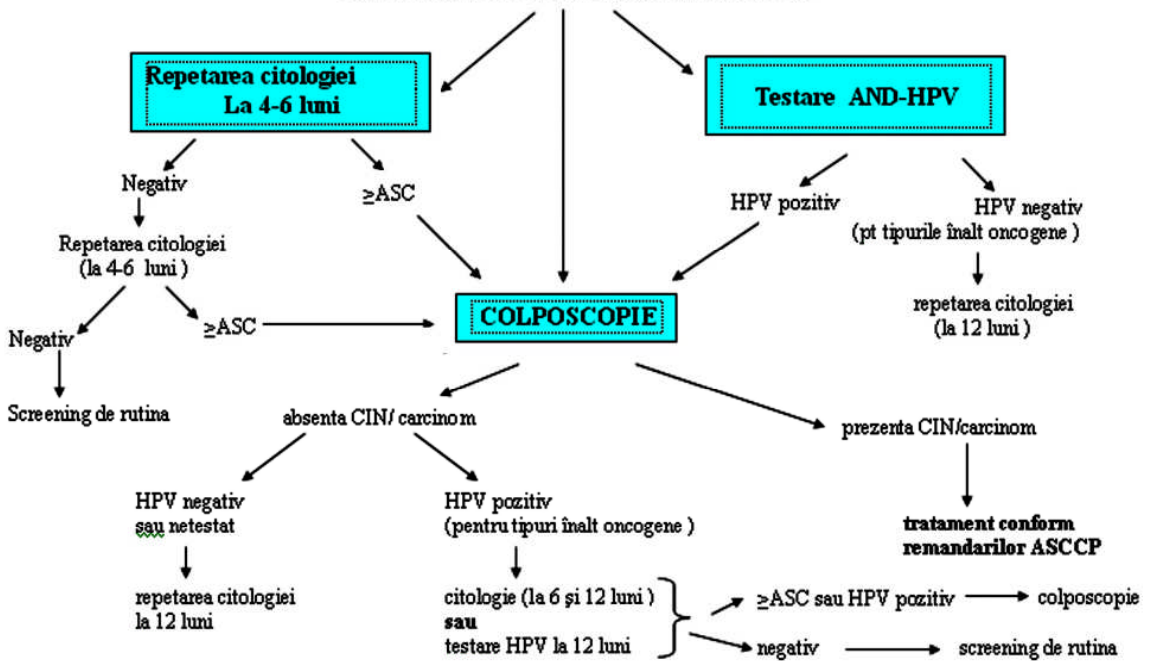 Repetarea citologiei
La 4-6 luni
Testare AND-HPV
Negativ
≥ASC
HPV pozitiv
HPV negativ
(pt tipurile înalt oncogene )
Repetarea citologiei
(la 4-6 luni )
repetarea citologiei
(la 12 luni )
COLPOSCOPIE
Negativ
≥ASC
Screening de rutina
absenta CIN/ carcinom
prezenta CIN/carcinom
HPV negativ
sau netestat
HPV pozitiv
(pentru tipuri înalt oncogene )
tratament conform
remandarilor ASCCP
repetarea citologiei
la 12 luni
citologie (la 6 și 12 luni )
sau
testare HPV la 12 luni
≥ASC sau HPV pozitiv
colposcopie
negativ
screening de rutina